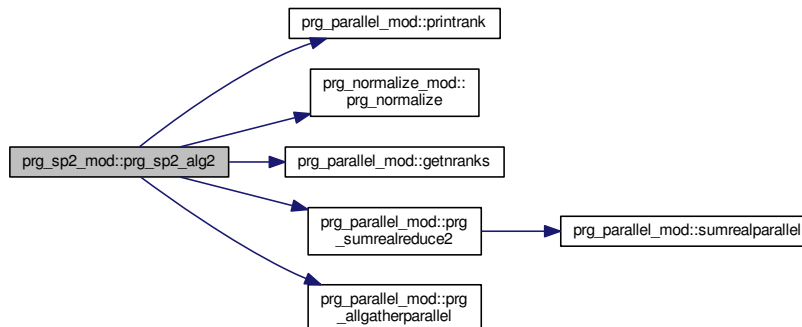 prg_parallel_mod::printrank
prg_normalize_mod::
prg_normalize
prg_sp2_mod::prg_sp2_alg2
prg_parallel_mod::getnranks
prg_parallel_mod::prg
_sumrealreduce2
prg_parallel_mod::sumrealparallel
prg_parallel_mod::prg
_allgatherparallel